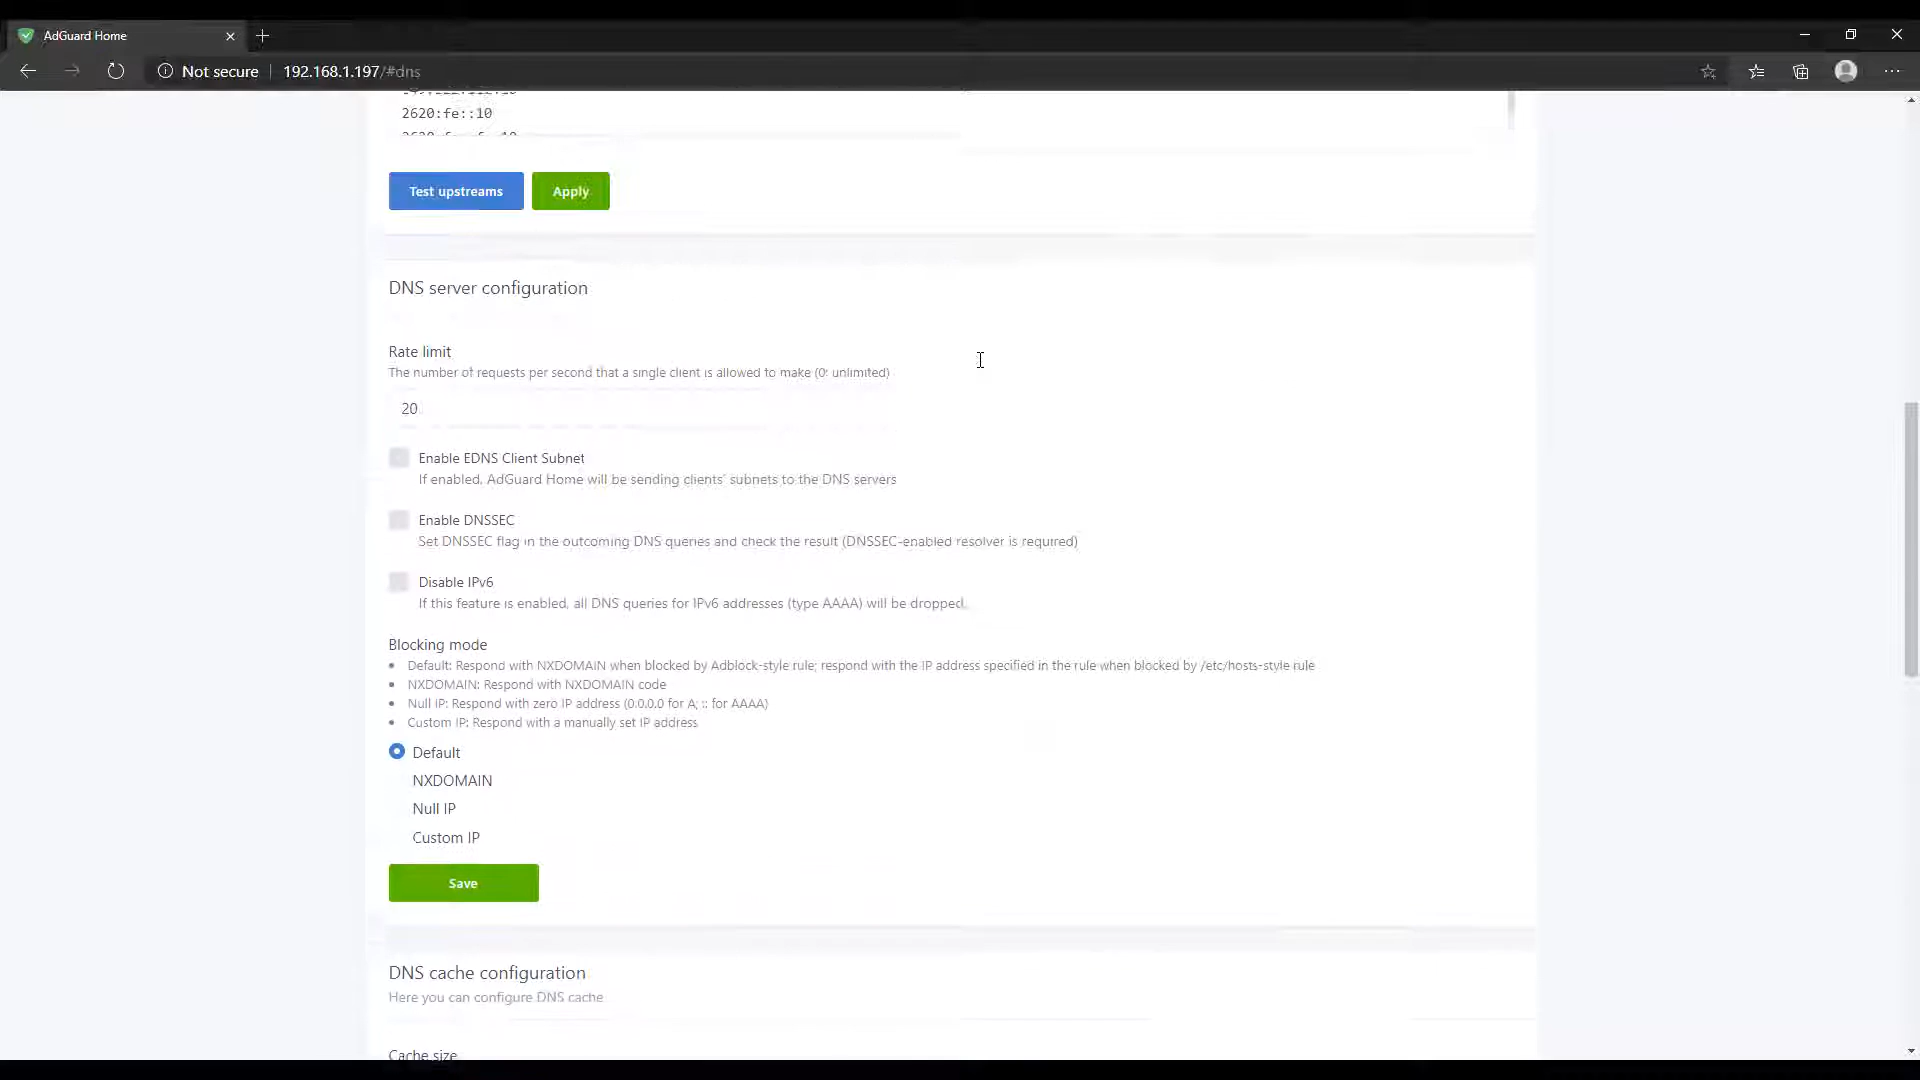 AdGuard Home
Not secure
192.168.1.197/#dns
2620:fe::10
Test upstreams
Apply
DNS server configuration
Rate limit
The number of requests per second that a single client is allowed to make (0: unlimited)
20
Enable EDNS Client Subnet
If enabled, AdGuard Home will be sending clients' subnets to the DNS servers
Enable DNSSEC
Set DNSSEC flag in the outcoming DNS queries and check the result (DNSSEC-enabled resolver is required)
Disable IPv6
If this feature is enabled, all DNS queries for IPv6 addresses (type AAAA) will be dropped.
Blocking mode
• Default: Respond with NXDOMAIN when blocked by Adblock-style rule; respond with the IP address specified in the rule when blocked by /etc/hosts-style rule
• NXDOMAIN: Respond with NXDOMAIN code
• Null IP: Respond with zero IP address (0.0.0.0 for A; :: for AAAA)
• Custom IP: Respond with a manually set IP address
Default
NXDOMAIN
Null IP
Custom IP
Save
DNS cache configuration
Here you can configure DNS cache
Cache size